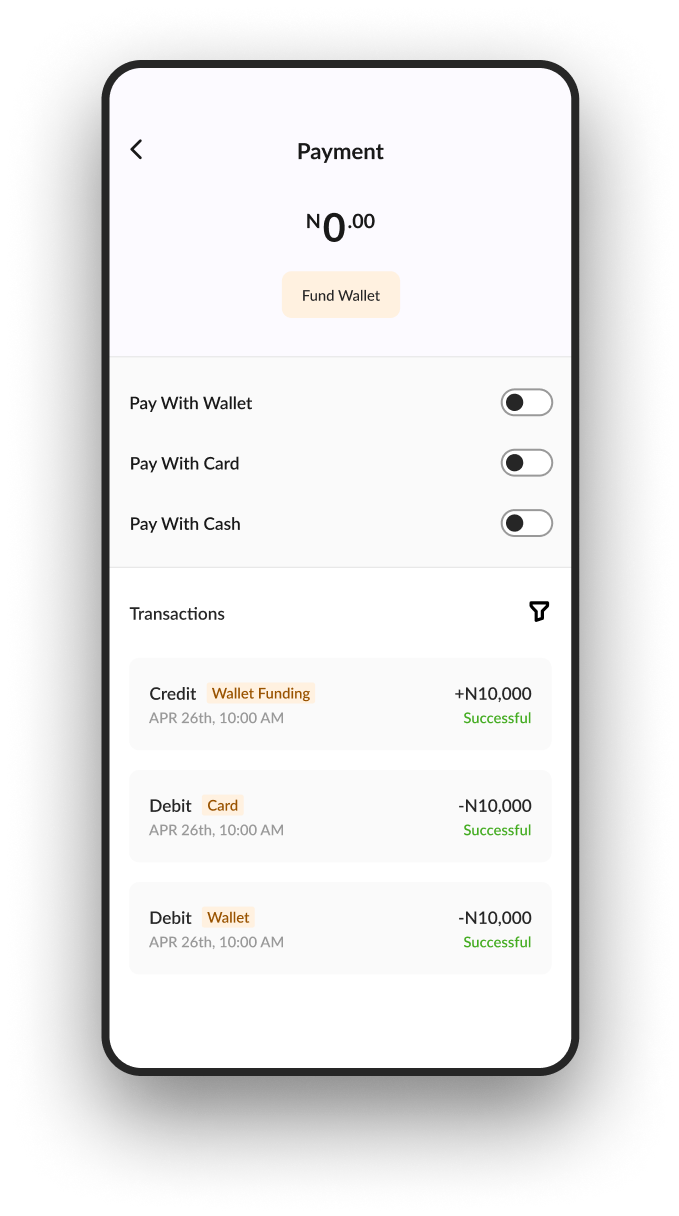 Payment
N0.00
Fund Wallet
Pay With Wallet
Pay With Card
Pay With Cash
Transactions
Credit Wallet Funding +N10,000
APR 26th, 10:00 AM Successful
Debit Card -N10,000
APR 26th, 10:00 AM Successful
Debit Wallet -N10,000
APR 26th, 10:00 AM Successful